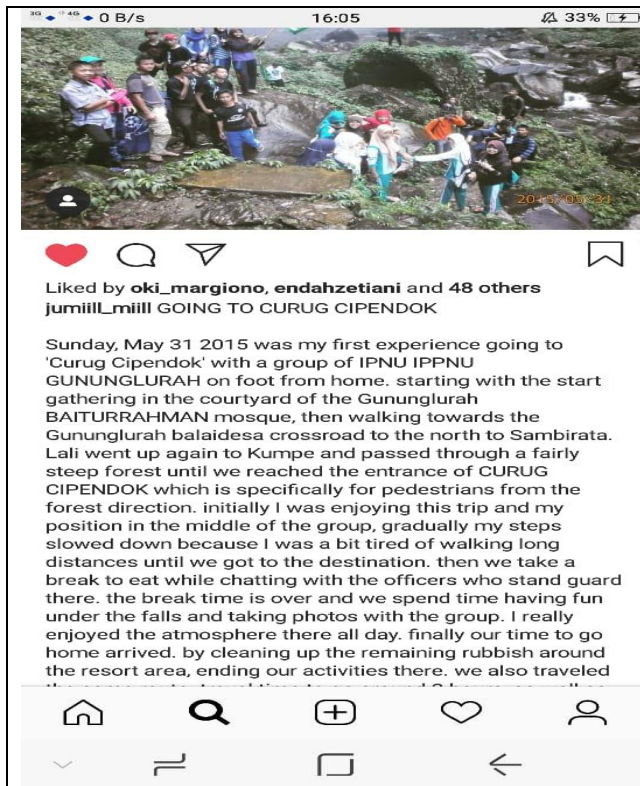 3G 4G 0 B/s 16:05 33%
2015/05/31
Liked by oki_margiono, endahzetiani and 48 others
jumiill_miill GOING TO CURUG CIPENDOK
Sunday, May 31 2015 was my first experience going to
'Curug Cipendok' with a group of IPNU IPPNU
GUNUNGLURAH on foot from home. starting with the start
gathering in the courtyard of the Gununglurah
BAITURRAHMAN mosque, then walking towards the
Gununglurah balaidesa crossroad to the north to Sambirata.
Lali went up again to Kumpe and passed through a fairly
steep forest until we reached the entrance of CURUG
CIPENDOK which is specifically for pedestrians from the
forest direction. initially I was enjoying this trip and my
position in the middle of the group, gradually my steps
slowed down because I was a bit tired of walking long
distances until we got to the destination. then we take a
break to eat while chatting with the officers who stand guard
there. the break time is over and we spend time having fun
under the falls and taking photos with the group. I really
enjoyed the atmosphere there all day. finally our time to go
home arrived. by cleaning up the remaining rubbish around
the resort area, ending our activities there. we also traveled